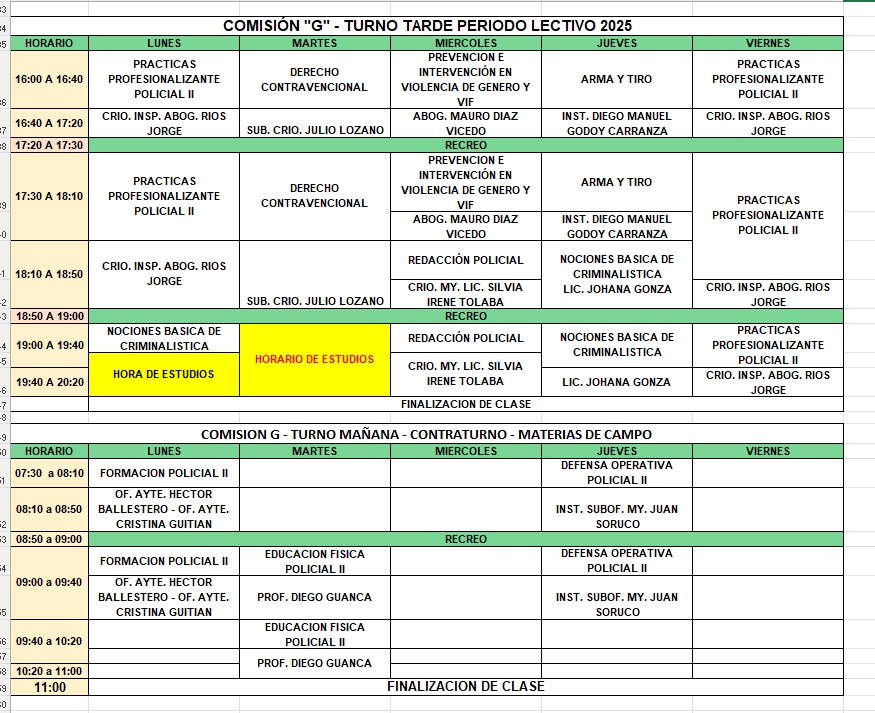 COMISIÓN "G" - TURNO TARDE PERIODO LECTIVO 2025
HORARIO LUNES MARTES MIERCOLES JUEVES VIERNES
16:00 A 16:40
PRACTICAS
PROFESIONALIZANTE
POLICIAL II
DERECHO
CONTRAVENCIONAL
PREVENCION E
INTERVENCIÓN EN
VIOLENCIA DE GENERO Y
VIF
ARMA Y TIRO
PRACTICAS
PROFESIONALIZANTE
POLICIAL II
16:40 A 17:20
CRIO. INSP. ABOG. RIOS
JORGE
SUB. CRIO. JULIO LOZANO
ABOG. MAURO DIAZ
VICEDO
INST. DIEGO MANUEL
GODOY CARRANZA
CRIO. INSP. ABOG. RIOS
JORGE
17:20 A 17:30 RECREO
17:30 A 18:10
PRACTICAS
PROFESIONALIZANTE
POLICIAL II
DERECHO
CONTRAVENCIONAL
PREVENCION E
INTERVENCIÓN EN
VIOLENCIA DE GENERO Y
VIF
ABOG. MAURO DIAZ
VICEDO
ARMA Y TIRO
INST. DIEGO MANUEL
GODOY CARRANZA
PRACTICAS
PROFESIONALIZANTE
POLICIAL II
18:10 A 18:50
CRIO. INSP. ABOG. RIOS
JORGE
SUB. CRIO. JULIO LOZANO
REDACCIÓN POLICIAL
CRIO. MY. LIC. SILVIA
IRENE TOLABA
NOCIONES BASICA DE
CRIMINALISTICA
LIC. JOHANA GONZA
CRIO. INSP. ABOG. RIOS
JORGE
18:50 A 19:00 RECREO
19:00 A 19:40
NOCIONES BASICA DE
CRIMINALISTICA
HORARIO DE ESTUDIOS
REDACCIÓN POLICIAL
NOCIONES BASICA DE
CRIMINALISTICA
PRACTICAS
PROFESIONALIZANTE
POLICIAL II
19:40 A 20:20
HORA DE ESTUDIOS
CRIO. MY. LIC. SILVIA
IRENE TOLABA
LIC. JOHANA GONZA
CRIO. INSP. ABOG. RIOS
JORGE
FINALIZACION DE CLASE
COMISION G - TURNO MAÑANA - CONTRATURNO - MATERIAS DE CAMPO
HORARIO LUNES MARTES MIERCOLES JUEVES VIERNES
07:30 a 08:10
FORMACION POLICIAL II
DEFENSA OPERATIVA
POLICIAL II
08:10 a 08:50
OF. AYTE. HECTOR
BALLESTERO - OF. AYTE.
CRISTINA GUITIAN
INST. SUBOF. MY. JUAN
SORUCO
08:50 a 09:00 RECREO
09:00 a 09:40
FORMACION POLICIAL II
EDUCACION FISICA
POLICIAL II
DEFENSA OPERATIVA
POLICIAL II
OF. AYTE. HECTOR
BALLESTERO - OF. AYTE.
CRISTINA GUITIAN
PROF. DIEGO GUANCA
INST. SUBOF. MY. JUAN
SORUCO
09:40 a 10:20
EDUCACION FISICA
POLICIAL II
PROF. DIEGO GUANCA
10:20 a 11:00
11:00 FINALIZACION DE CLASE